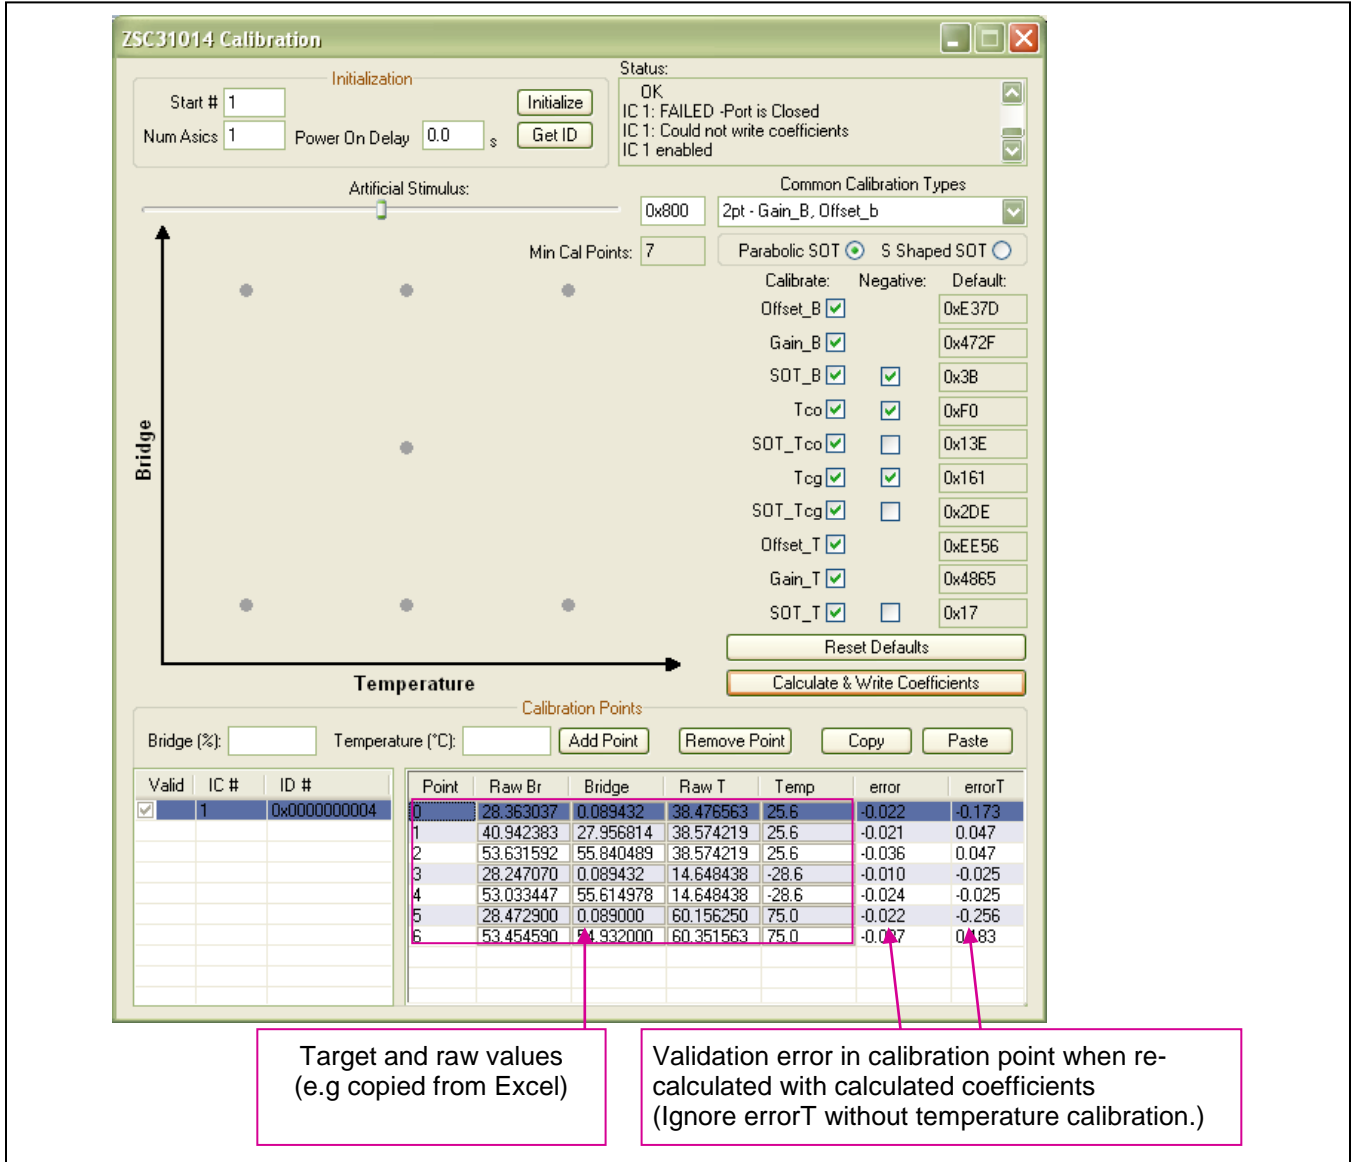 ZSC31014 Calibration
Initialization
Start # 1
Initialize
Num Asics 1 Power On Delay 0.0 s Get ID
Status:
OK
IC 1: FAILED -Port is Closed
IC 1: Could not write coefficients
IC 1 enabled
Artificial Stimulus:
0x800
Common Calibration Types
2pt - Gain_B, Offset_b
Min Cal Points: 7
Parabolic SOT S Shaped SOT
Calibrate: Negative: Default:
Offset_B 0xE37D
Gain_B 0x472F
SOT_B 0x3B
Tco 0xF0
SOT_Tco 0x13E
Tcg 0x161
SOT_Tcg 0x2DE
Offset_T 0xEE56
Gain_T 0x4865
SOT_T 0x17
Reset Defaults
Calculate & Write Coefficients
Bridge
Temperature
Calibration Points
Bridge (%): Temperature (°C): Add Point Remove Point Copy Paste
Valid IC # ID #
1 0x0000000004
Point Raw Br Bridge Raw T Temp error errorT
0 28.363037 0.089432 38.476563 25.6 -0.022 -0.173
1 40.942383 27.956814 38.574219 25.6 -0.021 0.047
2 53.631592 55.840489 38.574219 25.6 -0.036 0.047
3 28.247070 0.089432 14.648438 -28.6 -0.010 -0.025
4 53.033447 55.614978 14.648438 -28.6 -0.024 -0.025
5 28.472900 0.089000 60.156250 75.0 -0.022 -0.256
6 53.454590 60.351563 75.0
Target and raw values
(e.g copied from Excel)
Validation error in calibration point when re-
calculated with calculated coefficients
(Ignore errorT without temperature calibration.)